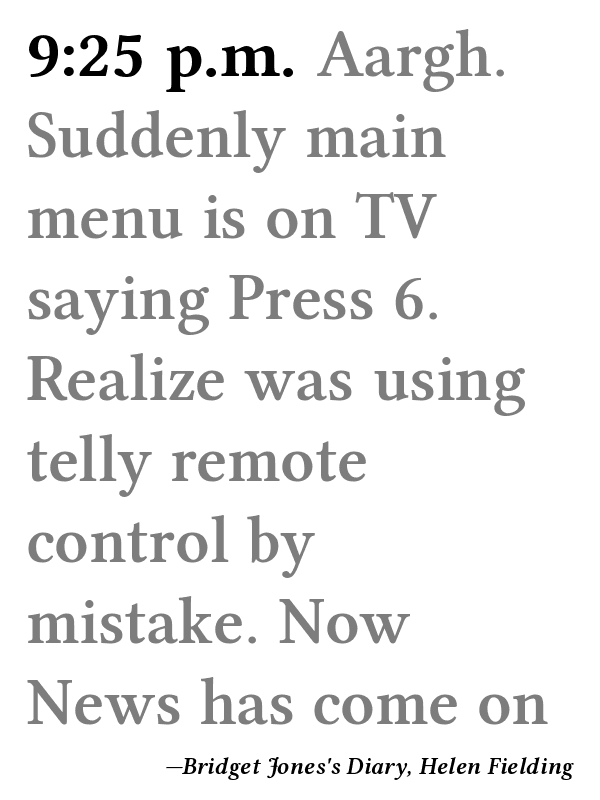 9:25 p.m. Aargh.
Suddenly main
menu is on TV
saying Press 6.
Realize was using
telly remote
control by
mistake. Now
News has come on
—Bridget Jones's Diary, Helen Fielding